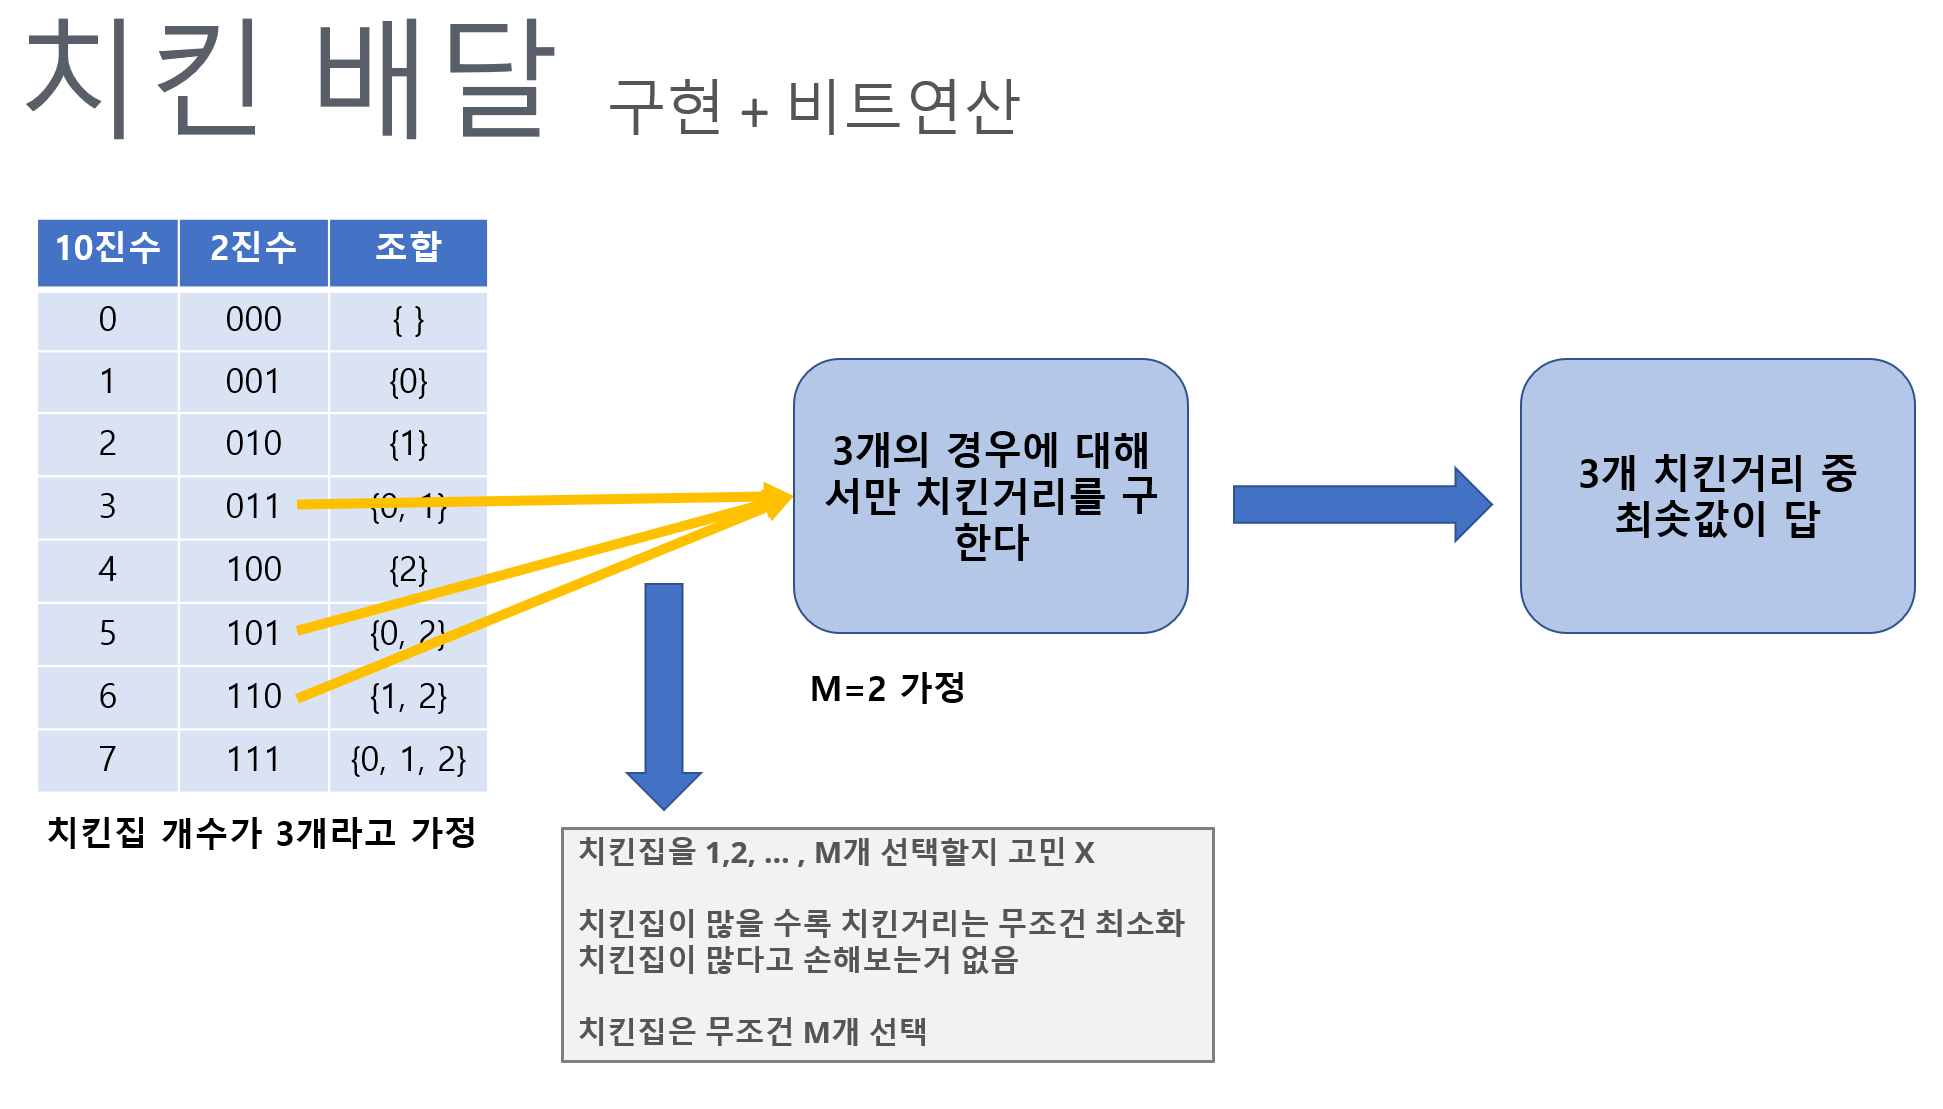 치킨 배달 구현 + 비트연산
10진수 2진수 조합
0 000 { }
1 001 {0}
2 010 {1}
3 011 {0, 1}
4 100 {2}
5 101 {0, 2}
6 110 {1, 2}
7 111 {0, 1, 2}
치킨집 개수가 3개라고 가정
3개의 경우에 대해
서만 치킨거리를 구
한다
M=2 가정
3개 치킨거리 중
최솟값이 답
치킨집을 1,2, … , M개 선택할지 고민 X
치킨집이 많을 수록 치킨거리는 무조건 최소화
치킨집이 많다고 손해보는거 없음
치킨집은 무조건 M개 선택